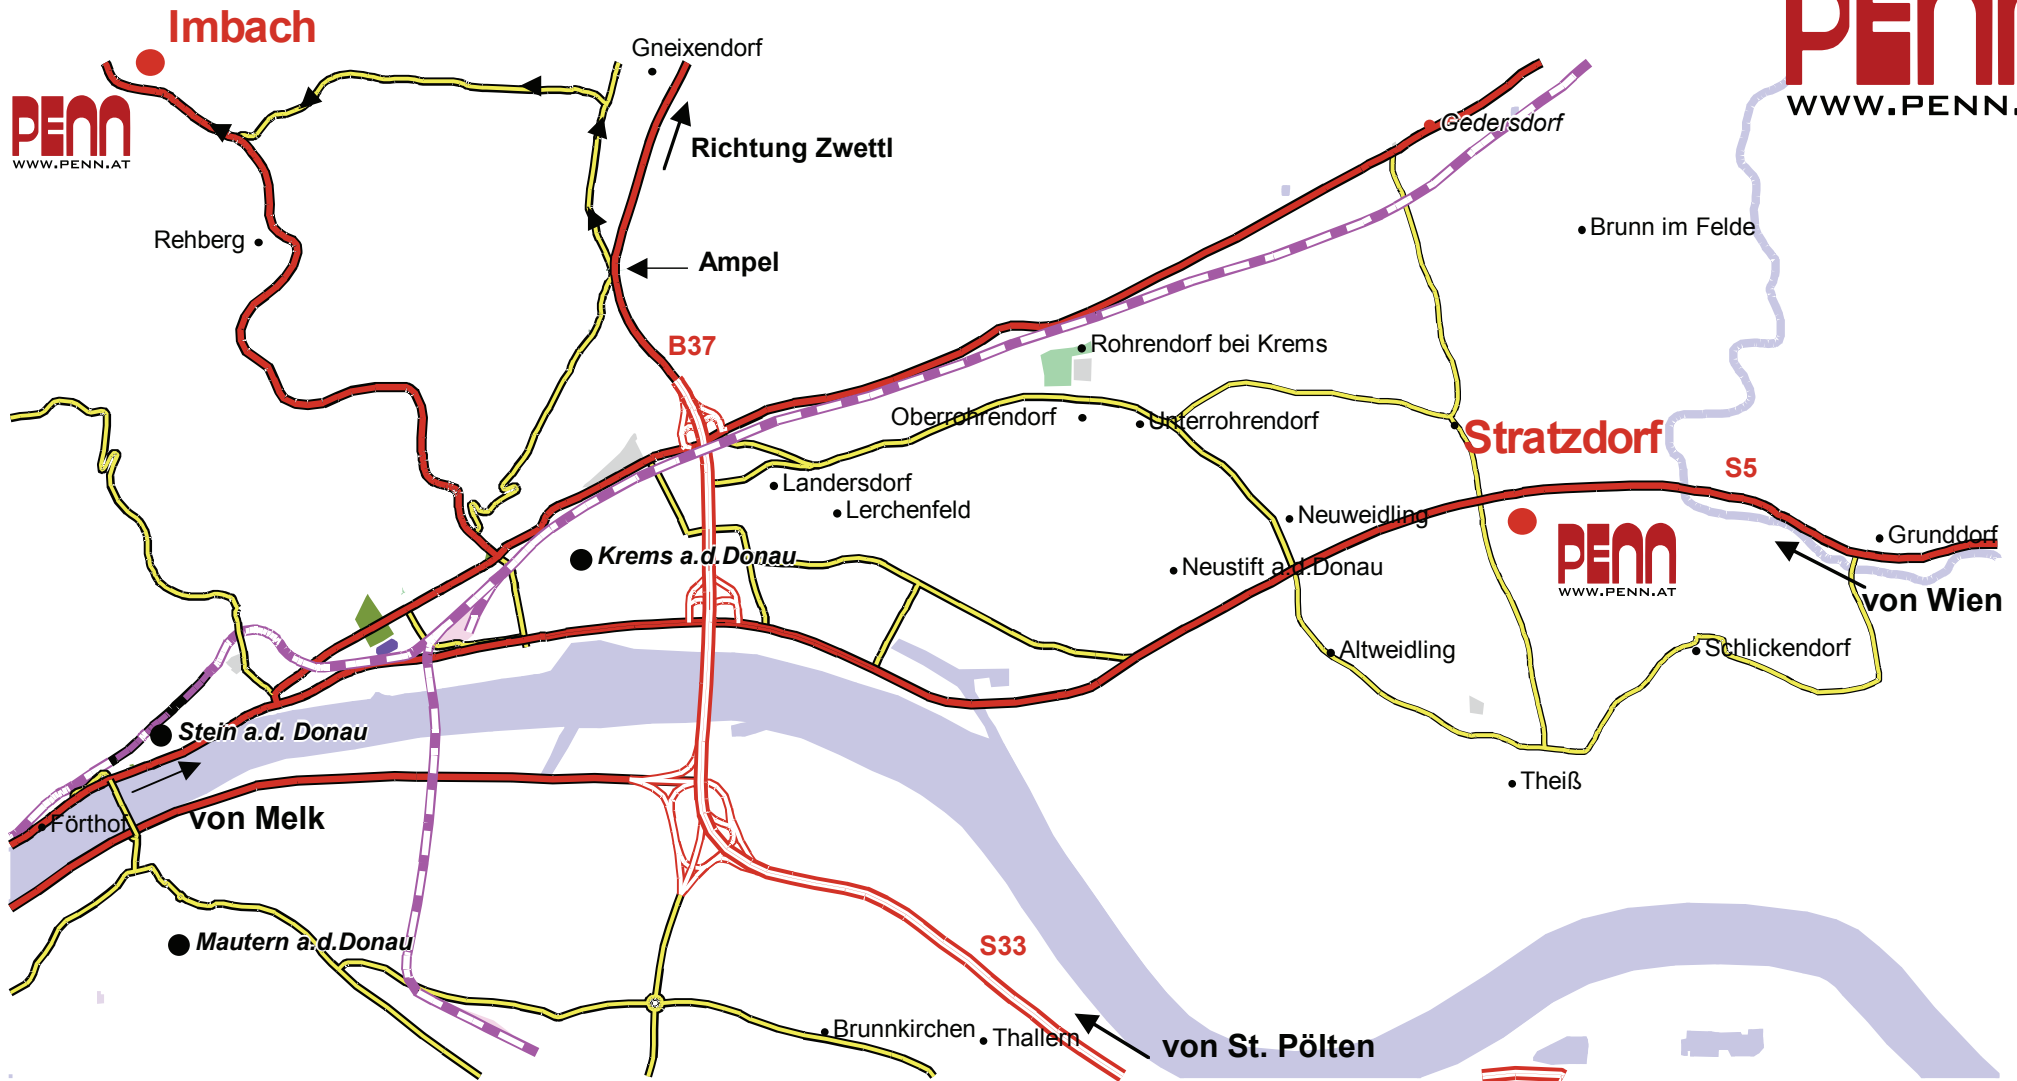 Imbach
PENN
WWW.PENN.
Gneixendorf
PENN
WWW.PENN.AT
Gedersdorf
Richtung Zwettl
Rehberg
Brunn im Felde
Ampel
B37
Rohrendorf bei Krems
Oberrohrendorf
Unterrohrendorf
Stratzdorf
S5
Landersdorf
Lerchenfeld
Neuweidling
Grunddorf
Krems a.d.Donau
Neustift a.d.Donau
PENN
WWW.PENN.AT
von Wien
Altweidling
Schlickendorf
Stein a.d. Donau
Theiß
Förthof
von Melk
Mautern a.d.Donau
S33
Brunnkirchen
Thallern
von St. Pölten